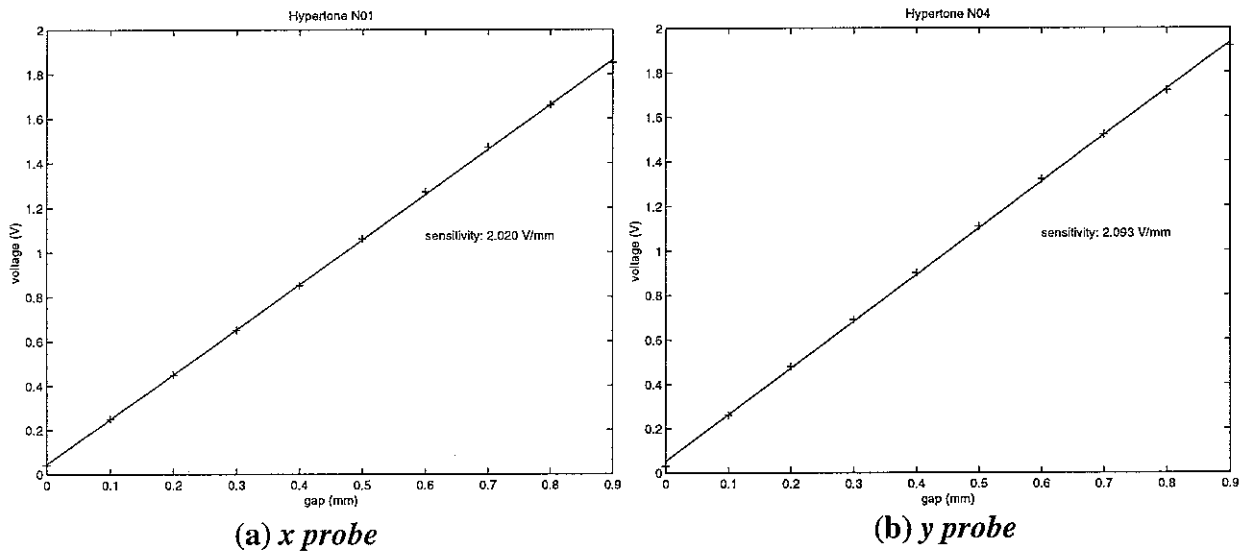 Hypertone N01
2
1.8
1.6
1.4
1.2
1
0.8
0.6
0.4
0.2
0
voltage (V)
sensitivity: 2.020 V/mm
0 0.1 0.2 0.3 0.4 0.5 0.6 0.7 0.8 0.9
gap (mm)
(a) x probe
Hypertone N04
2
1.8
1.6
1.4
1.2
1
0.8
0.6
0.4
0.2
0
voltage (V)
sensitivity: 2.093 V/mm
0 0.1 0.2 0.3 0.4 0.5 0.6 0.7 0.8 0.9
gap (mm)
(b) y probe